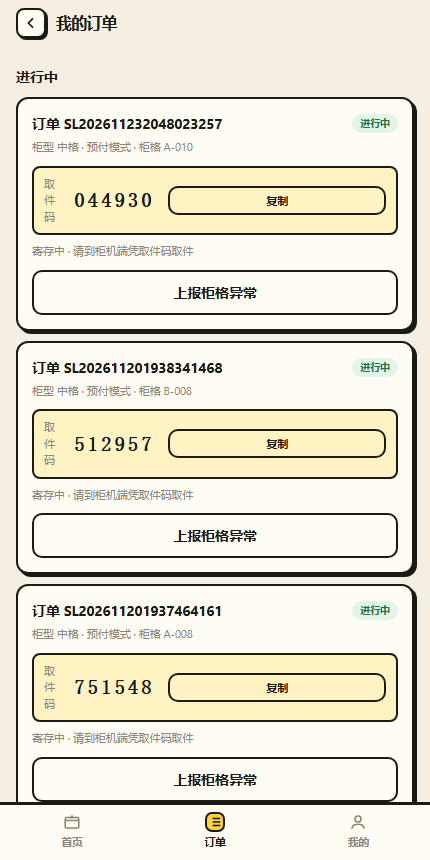 我的订单
进行中
订单 SL202611232048023257 进行中
柜型 中格 · 预付模式 · 柜格 A-010
取
件
码
044930 复制
寄存中 · 请到柜机端凭取件码取件
上报柜格异常
订单 SL202611201938341468 进行中
柜型 中格 · 预付模式 · 柜格 B-008
取
件
码
512957 复制
寄存中 · 请到柜机端凭取件码取件
上报柜格异常
订单 SL202611201937464161 进行中
柜型 中格 · 预付模式 · 柜格 A-008
取
件
码
751548 复制
寄存中 · 请到柜机端凭取件码取件
上报柜格异常
首页 订单 我的